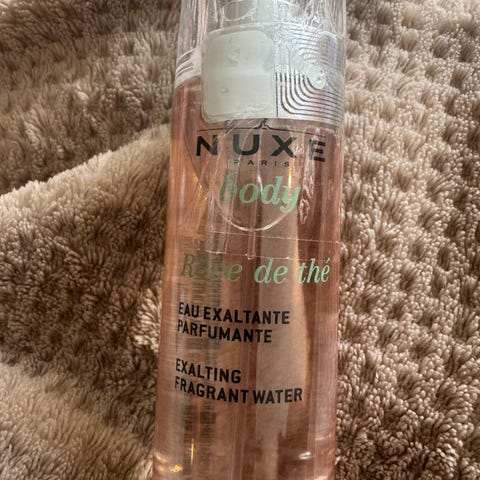 NUXE
PARIS
body
Rêve de thé
EAU EXALTANTE
PARFUMANTE
EXALTING
FRAGRANT WATER